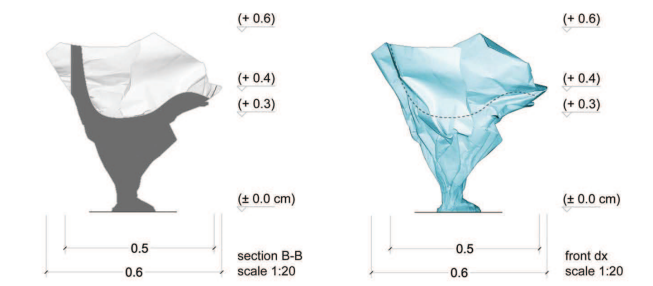 (+ 0.6)
(+ 0.4)
(+ 0.3)
(± 0.0 cm)
0.5
0.6
section B-B
scale 1:20
(+ 0.6)
(+ 0.4)
(+ 0.3)
(± 0.0 cm)
0.5
0.6
front dx
scale 1:20